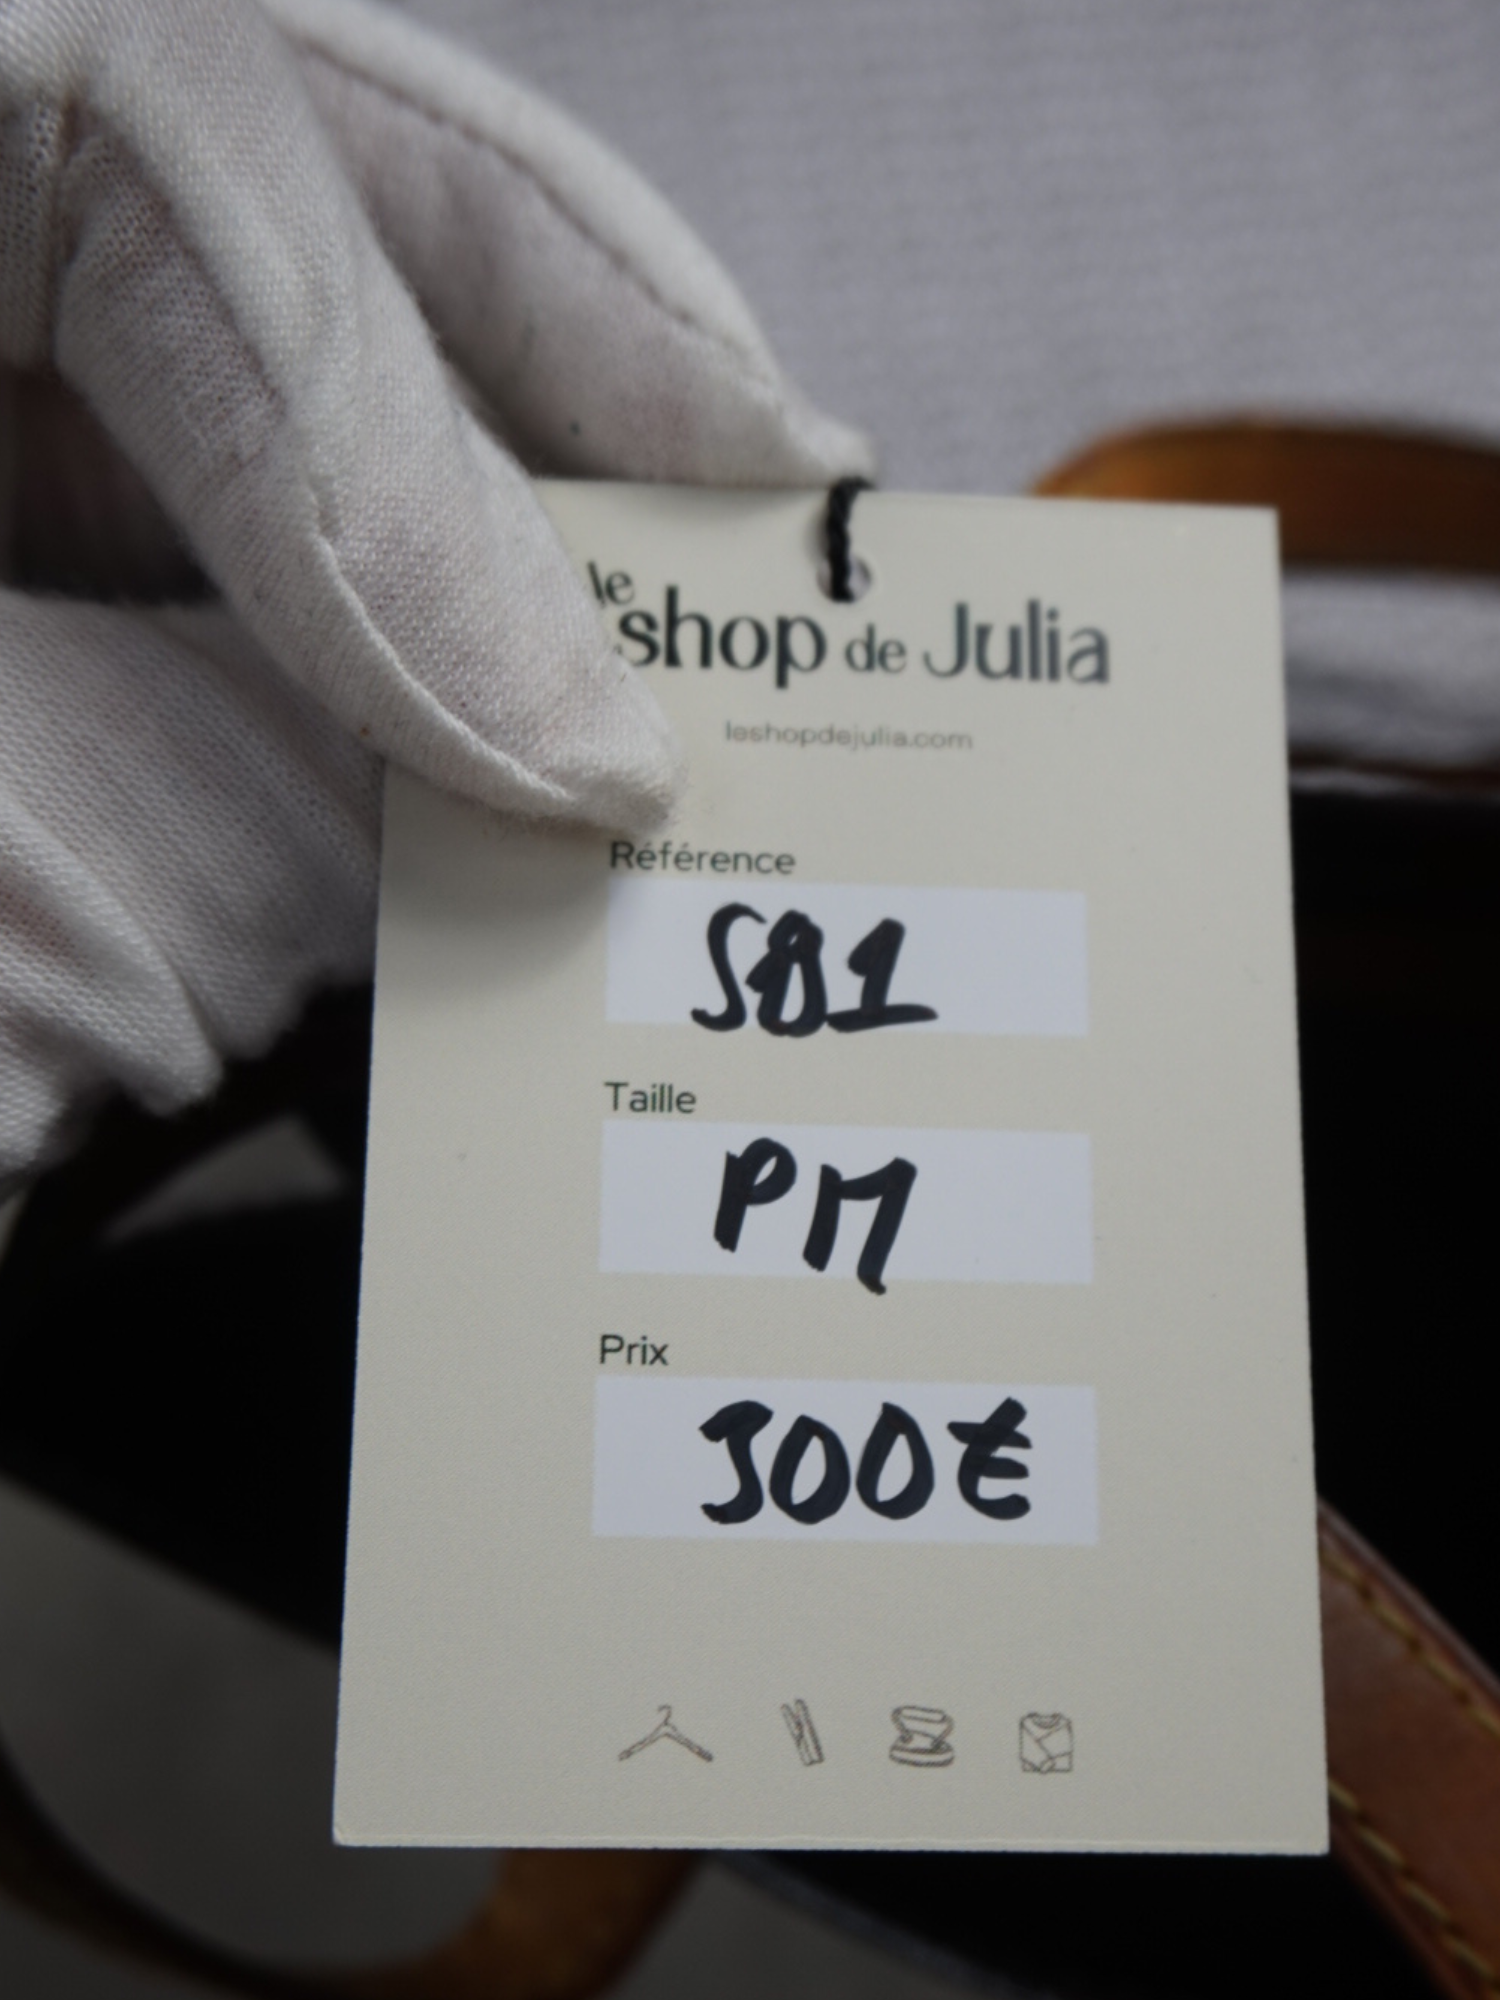 le
shop de Julia
leshopdejulia.com
Référence
S81
Taille
PM
Prix
300€